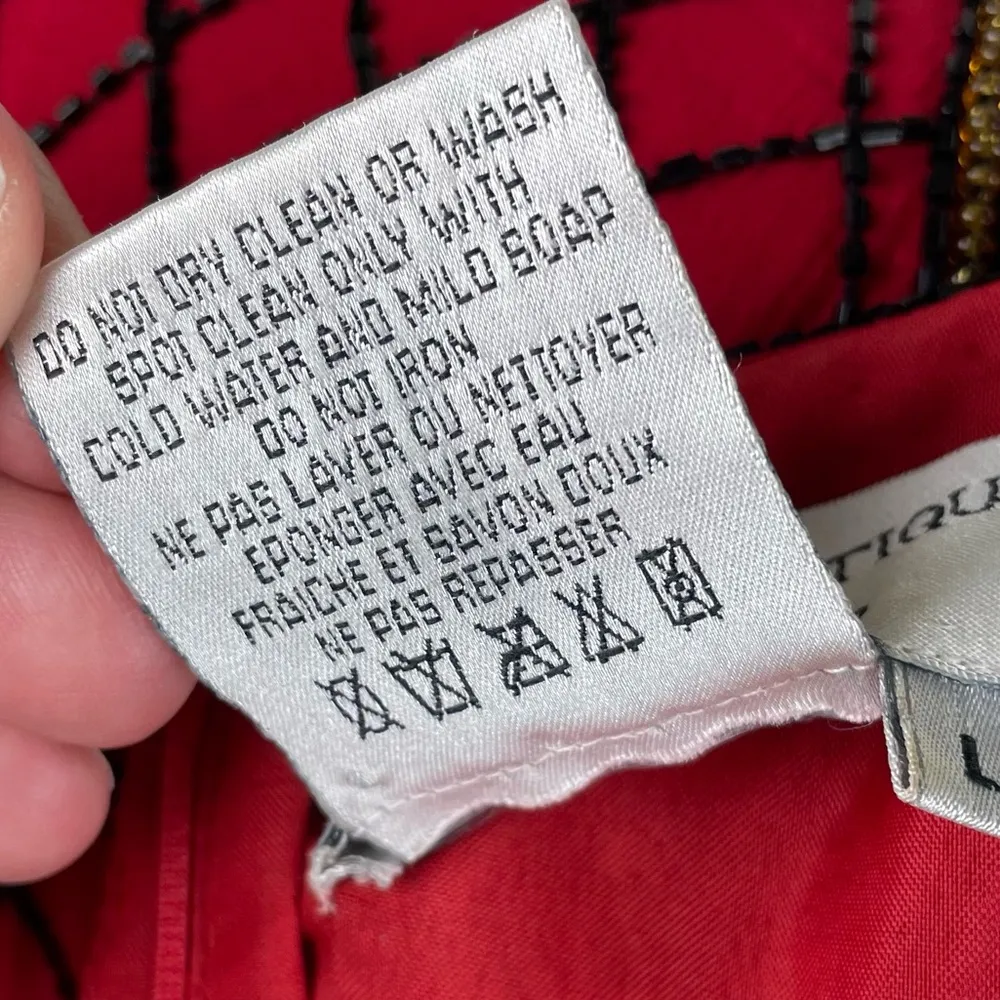 DO NOT DRY CLEAN OR WASH
SPOT CLEAN ONLY WITH
COLD WATER AND MILD SOAP
DO NOT IRON
NE PAS LAVER OU NETTOYER
EPONGER AVEC EAU
FRAICHE ET SAVON DOUX
NE PAS REPASSER
TIQU
L